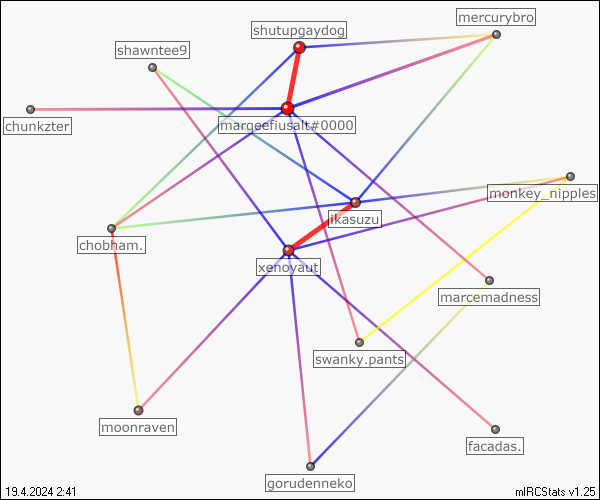 mercurybro
shutupgaydog
shawntee9
chunkzter
margeefiusalt#0000
monkey_nipples
ikasuzu
chobham.
xenoyaut
marcemadness
swanky.pants
moonraven
facadas.
gorudenneko
19.4.2024 2:41
mIRCStats v1.25